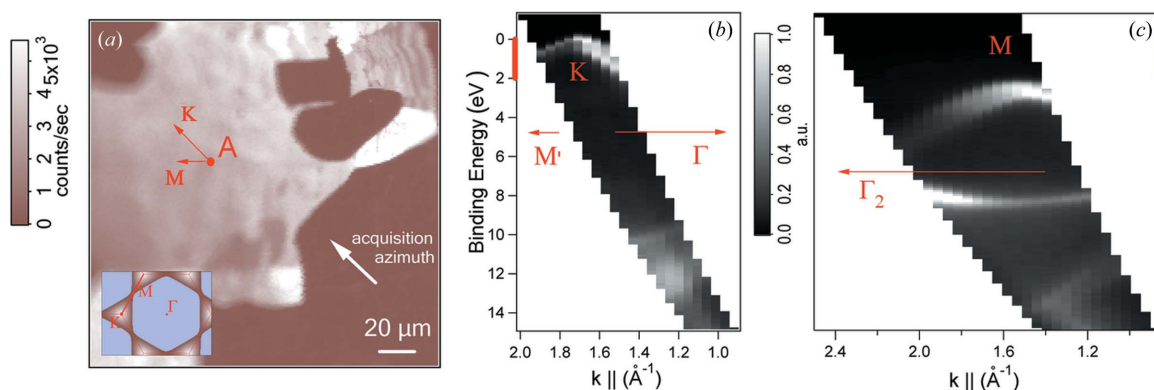 5x10³
4
3
2
1
0
counts/sec
(a)
K
A
M
acquisition
azimuth
20 µm
M
Γ
K
(b)
0
2
4
6
8
10
12
14
Binding Energy (eV)
K
M'
Γ
2.0
1.8
1.6
1.4
1.2
1.0
k || (Å⁻¹)
1.0
0.8
0.6
0.4
0.2
0.0
a.u.
M
(c)
Γ₂
2.4
2.0
1.6
1.2
k || (Å⁻¹)